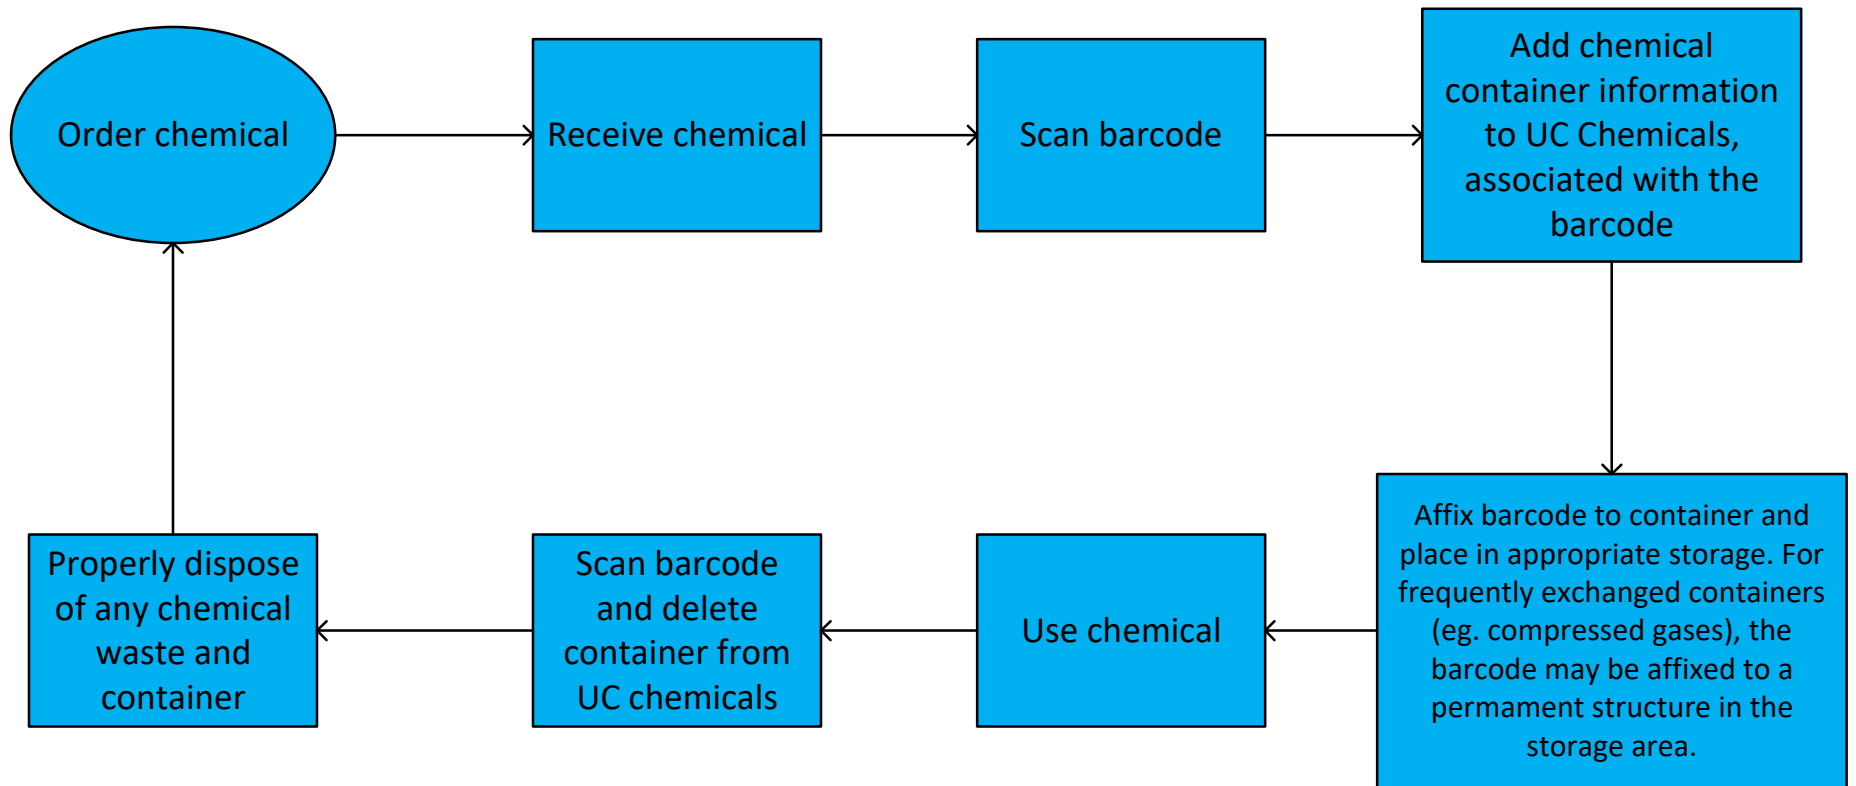 Order chemical
Receive chemical
Scan barcode
Add chemical
container information
to UC Chemicals,
associated with the
barcode
Affix barcode to container and
place in appropriate storage. For
frequently exchanged containers
(eg. compressed gases), the
barcode may be affixed to a
permament structure in the
storage area.
Use chemical
Scan barcode
and delete
container from
UC chemicals
Properly dispose
of any chemical
waste and
container